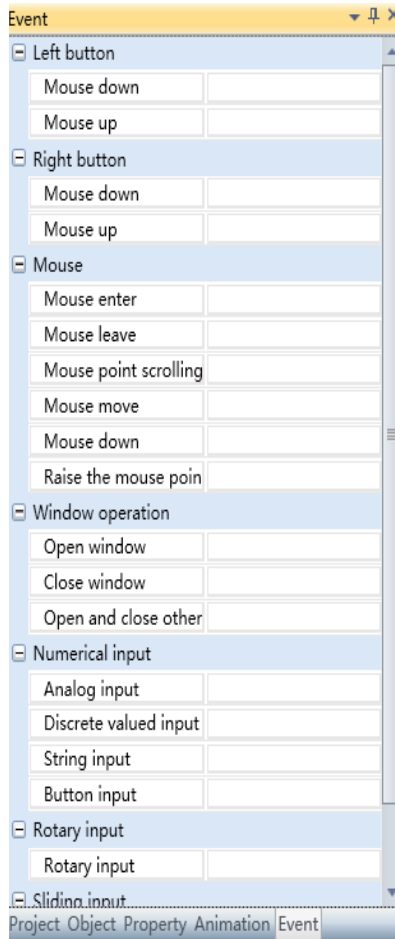 Event
Left button
Mouse down
Mouse up
Right button
Mouse down
Mouse up
Mouse
Mouse enter
Mouse leave
Mouse point scrolling
Mouse move
Mouse down
Raise the mouse poin
Window operation
Open window
Close window
Open and close other
Numerical input
Analog input
Discrete valued input
String input
Button input
Rotary input
Rotary input
Sliding input
Project Object Property Animation Event